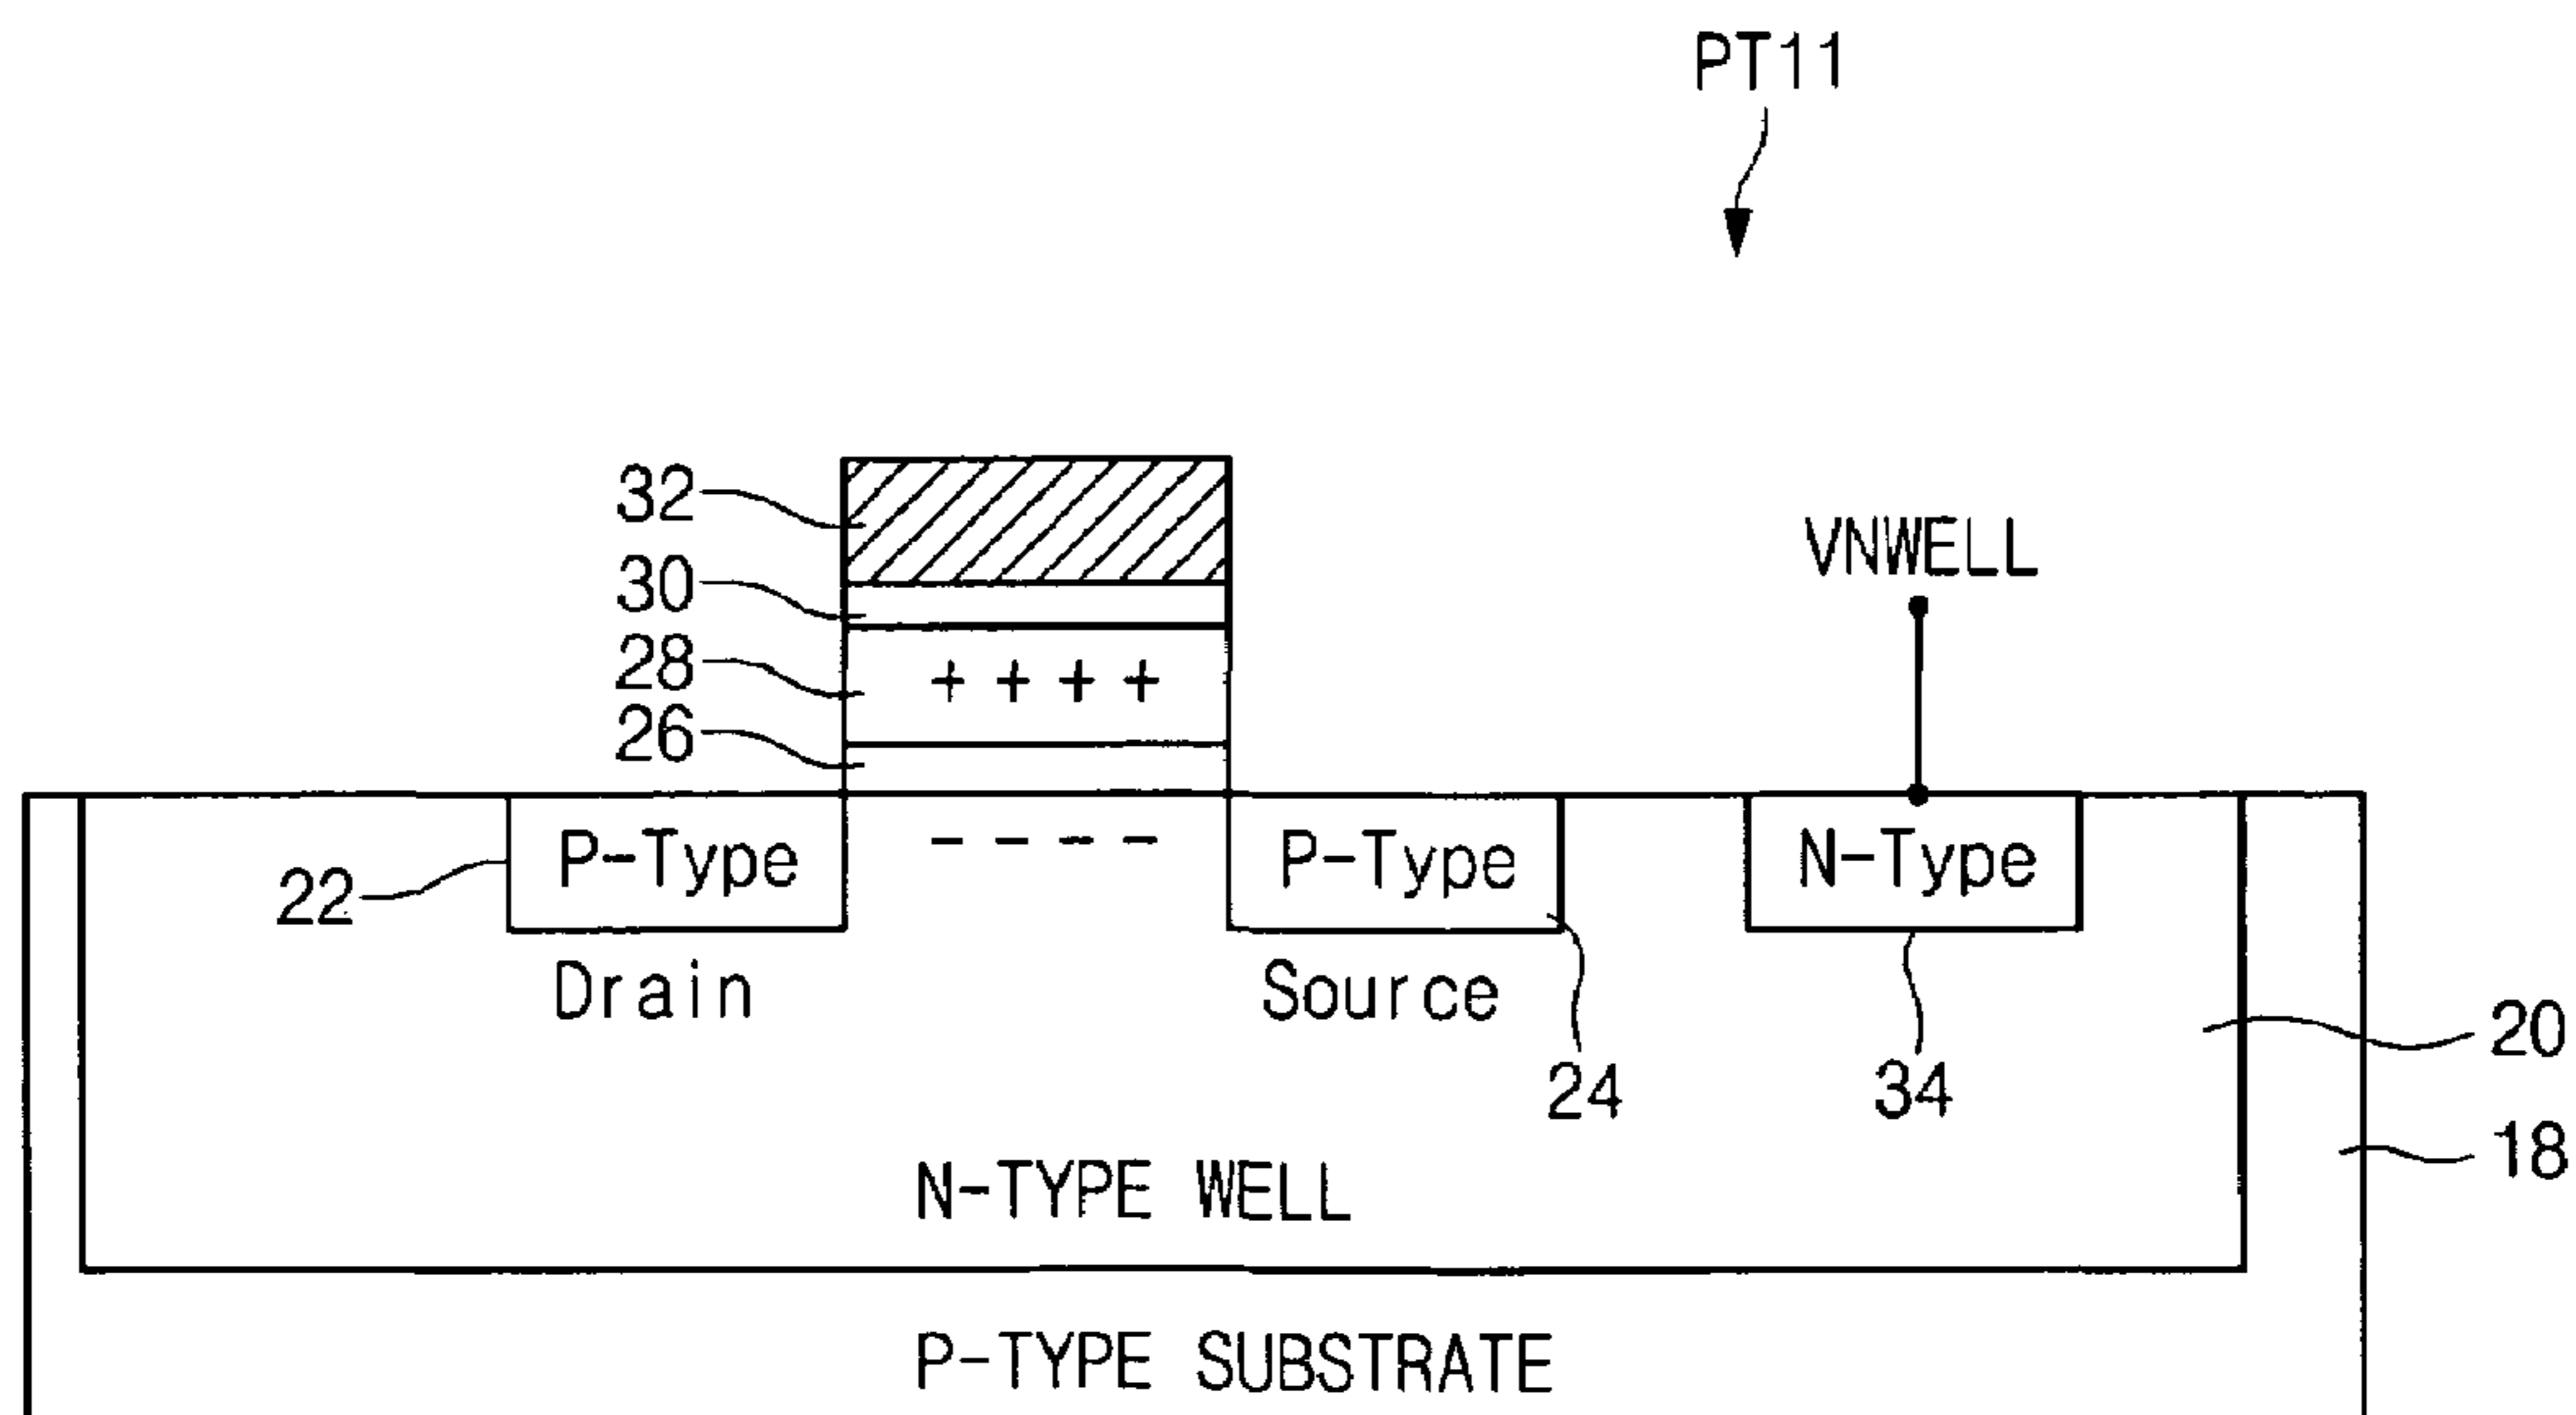 PT11
32
30
28
26
++++
VNWELL
P-Type
----
P-Type
N-Type
22
Drain
Source
24
34
20
18
N-TYPE WELL
P-TYPE SUBSTRATE